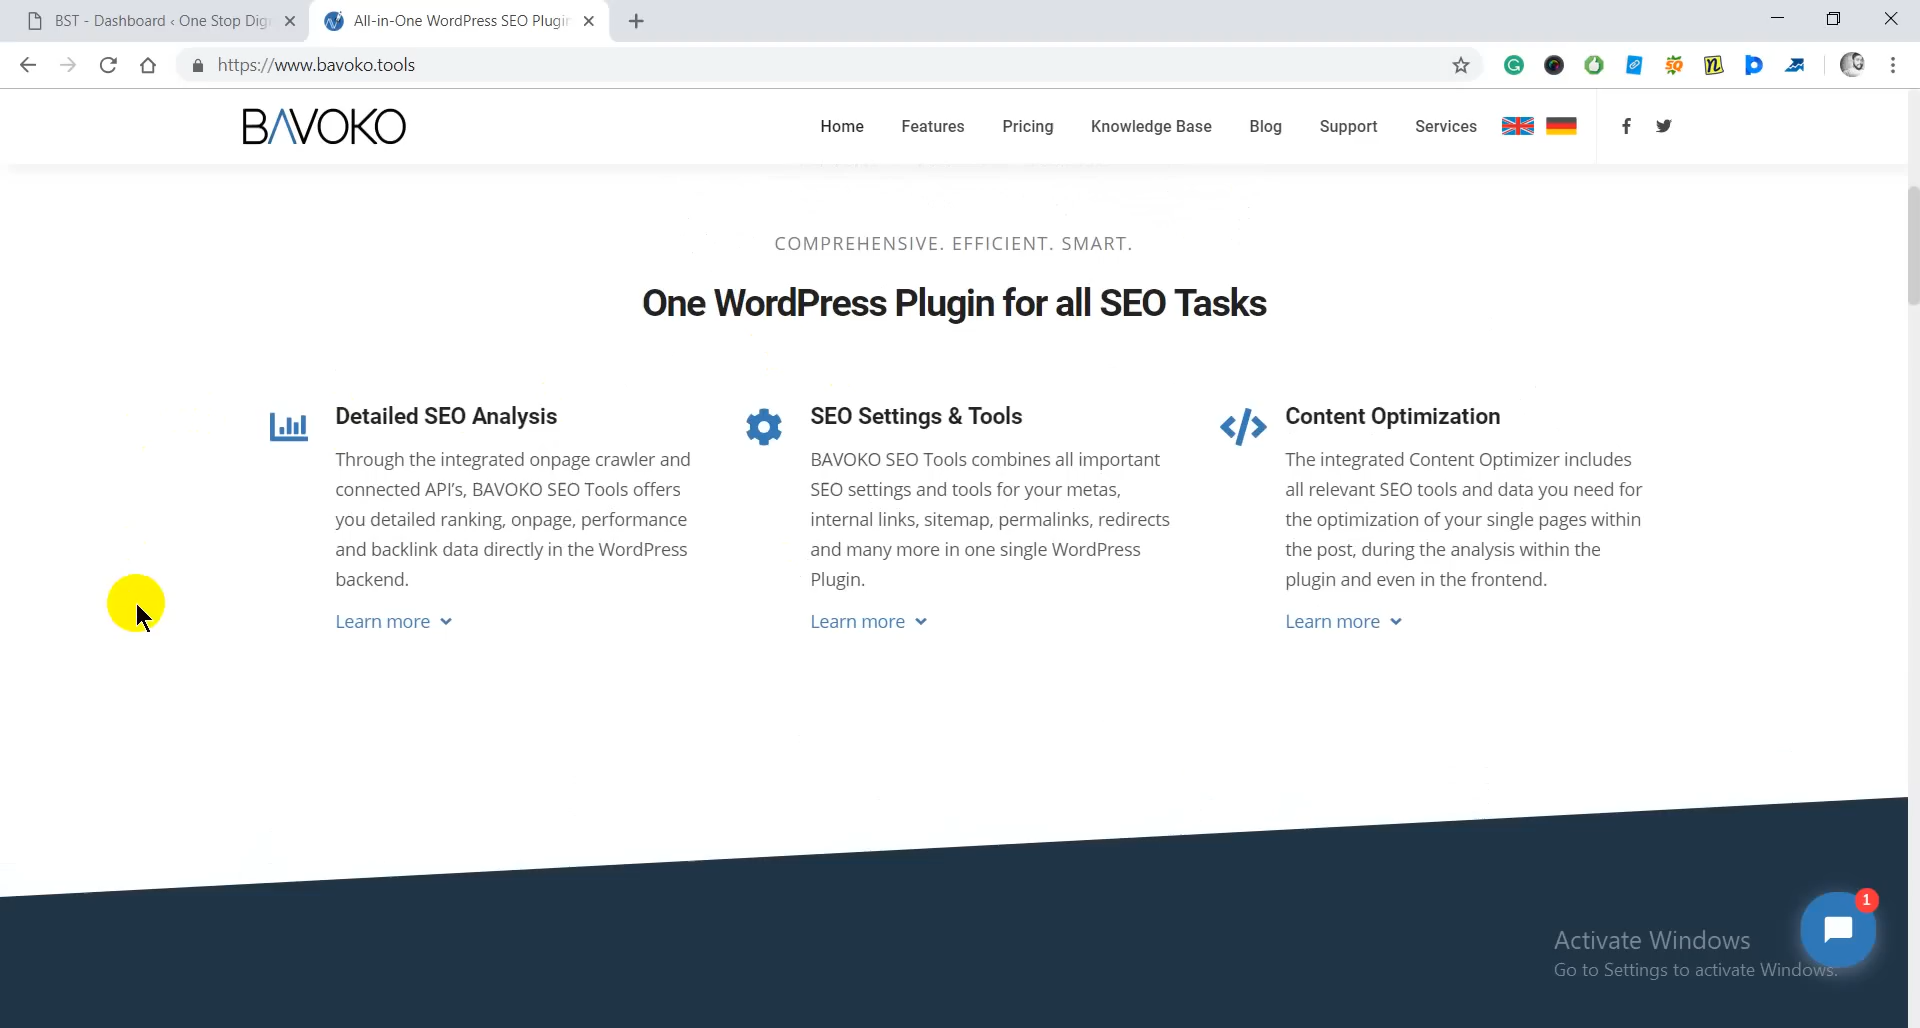 BST - Dashboard ‹ One Stop Dig
All-in-One WordPress SEO Plugin
https://www.bavoko.tools
BAVOKO
Home
Features
Pricing
Knowledge Base
Blog
Support
Services
COMPREHENSIVE. EFFICIENT. SMART.
One WordPress Plugin for all SEO Tasks
Detailed SEO Analysis
Through the integrated onpage crawler and
connected API's, BAVOKO SEO Tools offers
you detailed ranking, onpage, performance
and backlink data directly in the WordPress
backend.
Learn more
SEO Settings & Tools
BAVOKO SEO Tools combines all important
SEO settings and tools for your metas,
internal links, sitemap, permalinks, redirects
and many more in one single WordPress
Plugin.
Learn more
Content Optimization
The integrated Content Optimizer includes
all relevant SEO tools and data you need for
the optimization of your single pages within
the post, during the analysis within the
plugin and even in the frontend.
Learn more
1
Activate Windows
Go to Settings to activate Windows.